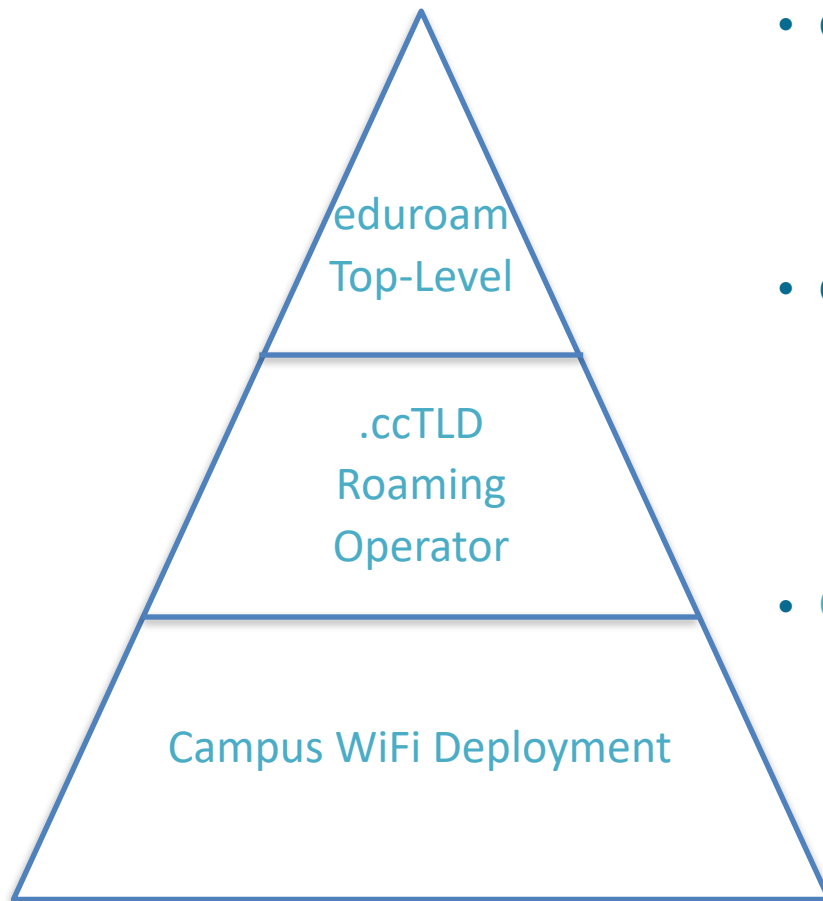 eduroam
Top-Level
.ccTLD
Roaming
Operator
Campus WiFi Deployment